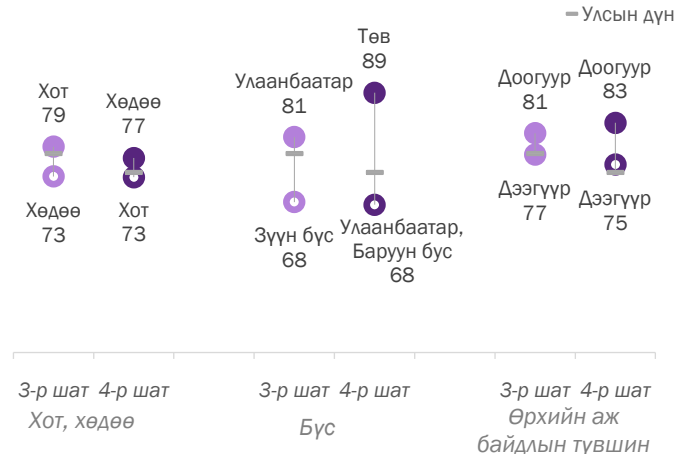 Улсын дүн
Хот
79
Хөдөө
73
Хөдөө
77
Хот
73
Улаанбаатар
81
Зүүн бүс
68
Төв
89
Улаанбаатар,
Баруун бус
68
Доогуур
81
Дээгүүр
77
Доогуур
83
Дээгүүр
75
3-р шат 4-р шат
3-р шат 4-р шат
3-р шат 4-р шат
Хот, хөдөө
Бүс
Өрхийн аж
байдлын түвшин